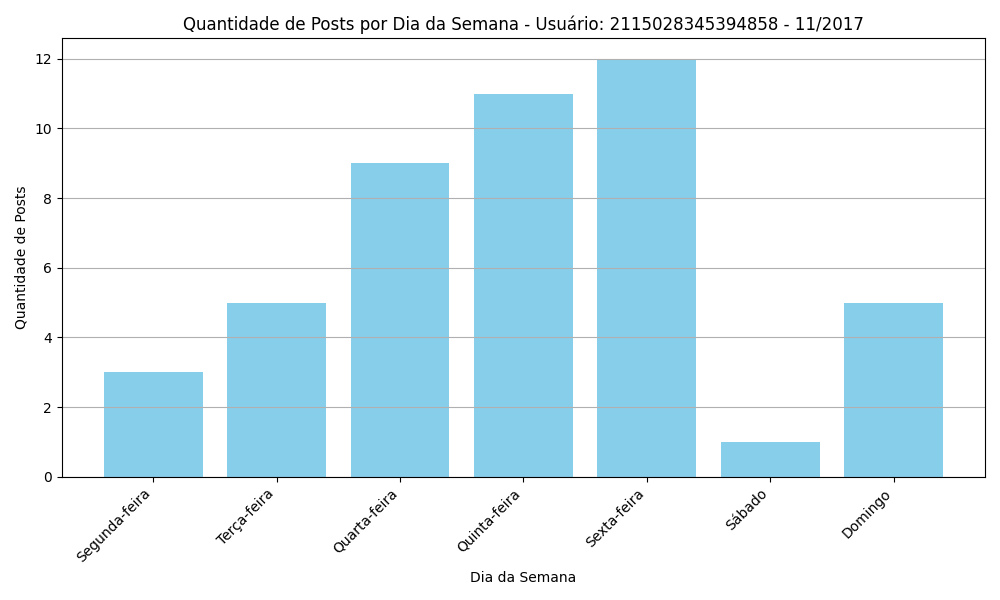 Quantidade de Posts por Dia da Semana - Usuário: 2115028345394858 - 11/2017
Quantidade de Posts
12
10
8
6
4
2
0
Segunda-feira
Terça-feira
Quarta-feira
Quinta-feira
Sexta-feira
Sábado
Domingo
Dia da Semana